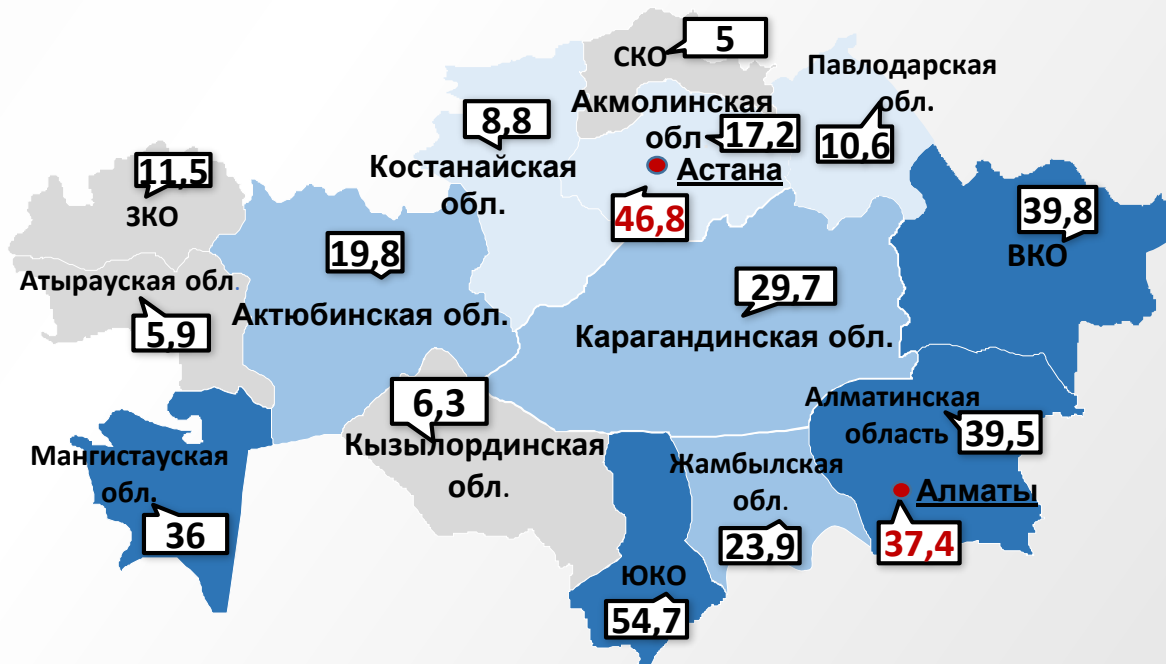 5
СКО
Павлодарская
обл.
10,6
Акмолинская
обл
17,2
Астана
46,8
8,8
Костанайская
обл.
11,5
ЗКО
39,8
ВКО
19,8
Актюбинская обл.
Атырауская обл.
5,9
29,7
Карагандинская обл.
6,3
Кызылординская
обл.
Алматинская
область
39,5
Мангистауская
обл.
36
Жамбылская
обл.
23,9
Алматы
37,4
ЮКО
54,7